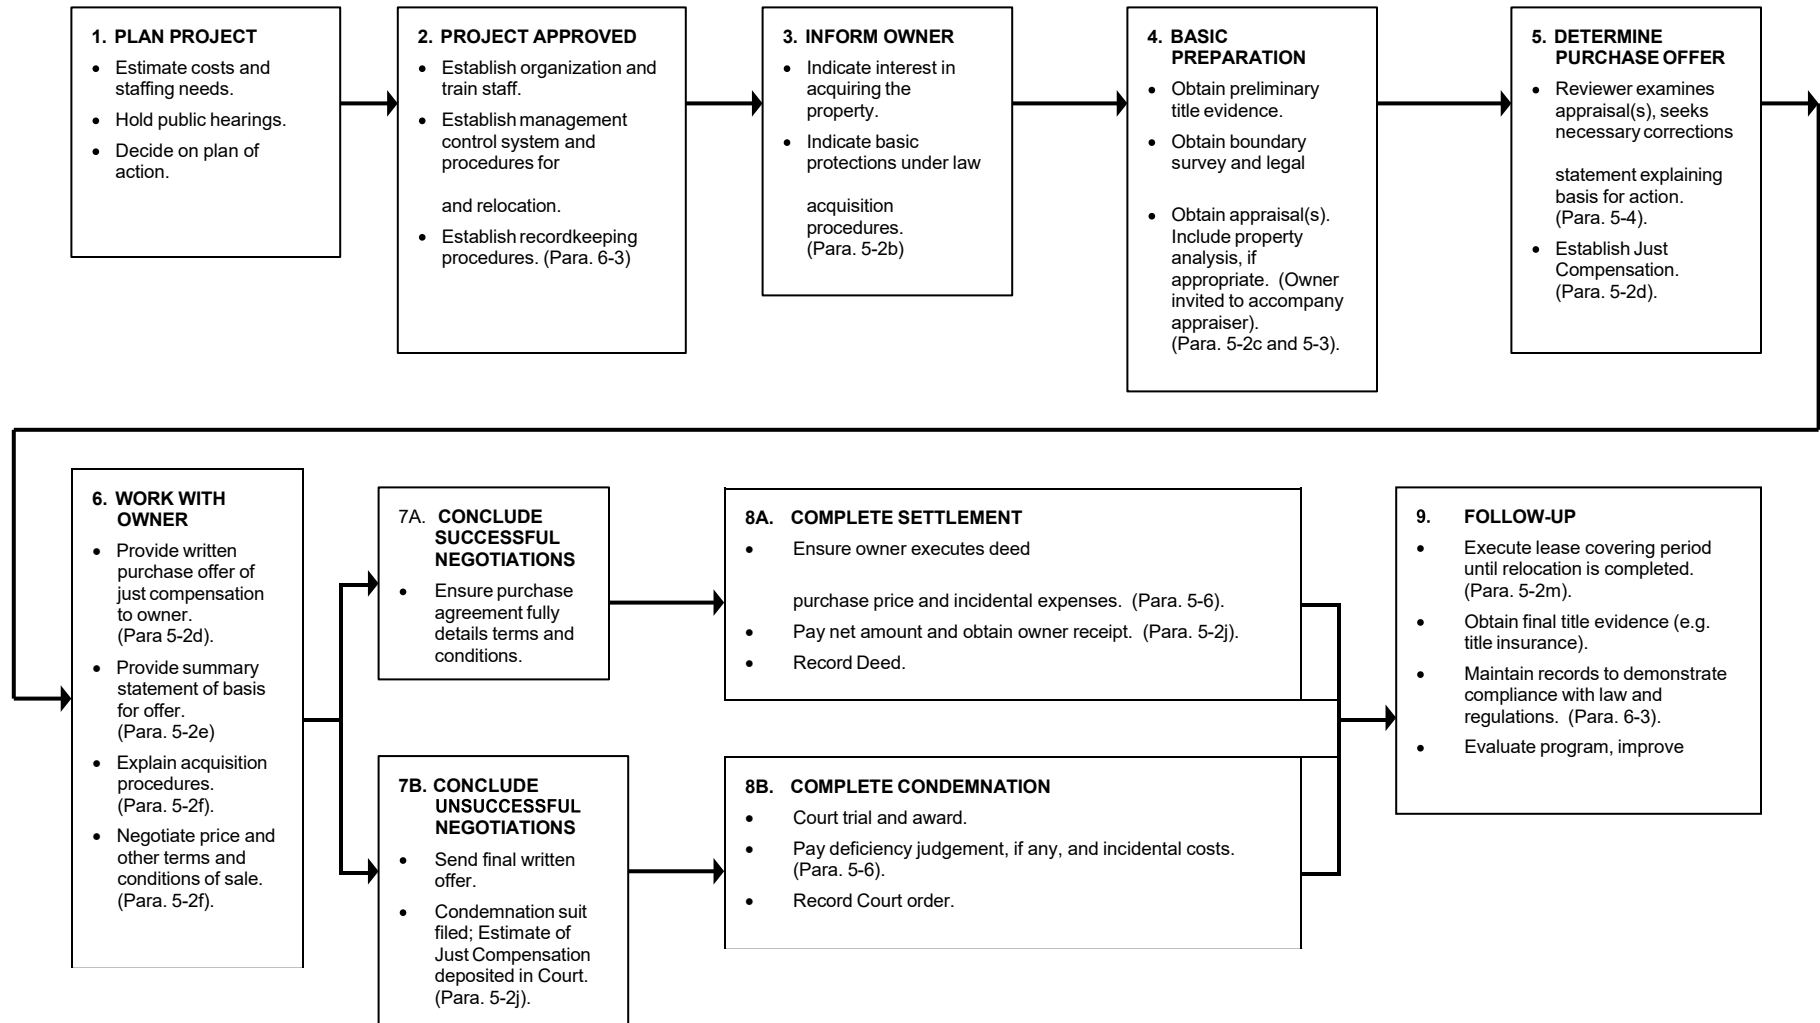 1. PLAN PROJECT
• Estimate costs and
staffing needs.
• Hold public hearings.
• Decide on plan of
action.
2. PROJECT APPROVED
• Establish organization and
train staff.
• Establish management
control system and
procedures for
and relocation.
• Establish recordkeeping
procedures. (Para. 6-3)
3. INFORM OWNER
• Indicate interest in
acquiring the
property.
• Indicate basic
protections under law
acquisition
procedures.
(Para. 5-2b)
4. BASIC
PREPARATION
• Obtain preliminary
title evidence.
• Obtain boundary
survey and legal
• Obtain appraisal(s).
Include property
analysis, if
appropriate. (Owner
invited to accompany
appraiser).
(Para. 5-2c and 5-3).
5. DETERMINE
PURCHASE OFFER
• Reviewer examines
appraisal(s), seeks
necessary corrections
statement explaining
basis for action.
(Para. 5-4).
• Establish Just
Compensation.
(Para. 5-2d).
6. WORK WITH
OWNER
• Provide written
purchase offer of
just compensation
to owner.
(Para 5-2d).
• Provide summary
statement of basis
for offer.
(Para. 5-2e)
• Explain acquisition
procedures.
(Para. 5-2f).
• Negotiate price and
other terms and
conditions of sale.
(Para. 5-2f).
7A. CONCLUDE
SUCCESSFUL
NEGOTIATIONS
• Ensure purchase
agreement fully
details terms and
conditions.
7B. CONCLUDE
UNSUCCESSFUL
NEGOTIATIONS
• Send final written
offer.
• Condemnation suit
filed; Estimate of
Just Compensation
deposited in Court.
(Para. 5-2j).
8A. COMPLETE SETTLEMENT
• Ensure owner executes deed
purchase price and incidental expenses. (Para. 5-6).
• Pay net amount and obtain owner receipt. (Para. 5-2j).
• Record Deed.
8B. COMPLETE CONDEMNATION
• Court trial and award.
• Pay deficiency judgement, if any, and incidental costs.
(Para. 5-6).
• Record Court order.
9. FOLLOW-UP
• Execute lease covering period
until relocation is completed.
(Para. 5-2m).
• Obtain final title evidence (e.g.
title insurance).
• Maintain records to demonstrate
compliance with law and
regulations. (Para. 6-3).
• Evaluate program, improve